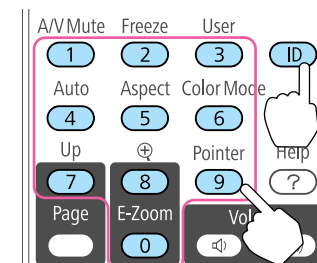 A/V Mute Freeze User
1 2 3 ID
Auto Aspect Color Mode
4 5 6
Up Pointer Help
7 8 9 ?
Page E-Zoom
0